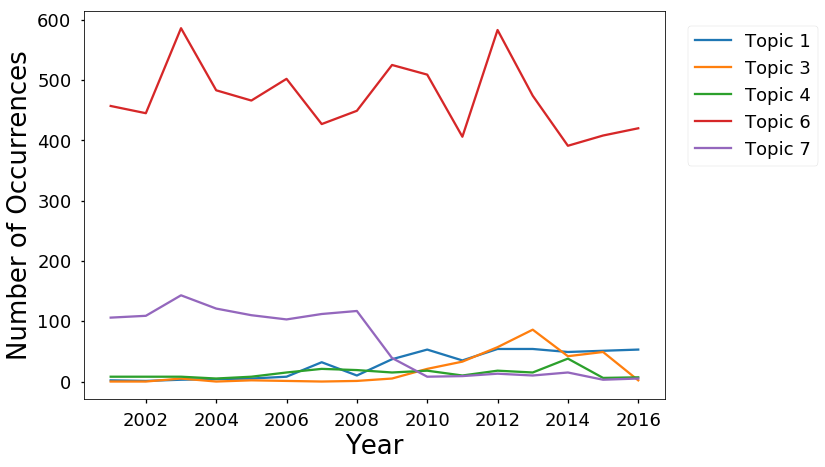 600
500
400
300
200
100
0
Number of Occurrences
2002 2004 2006 2008 2010 2012 2014 2016
Year
Topic 1
Topic 3
Topic 4
Topic 6
Topic 7